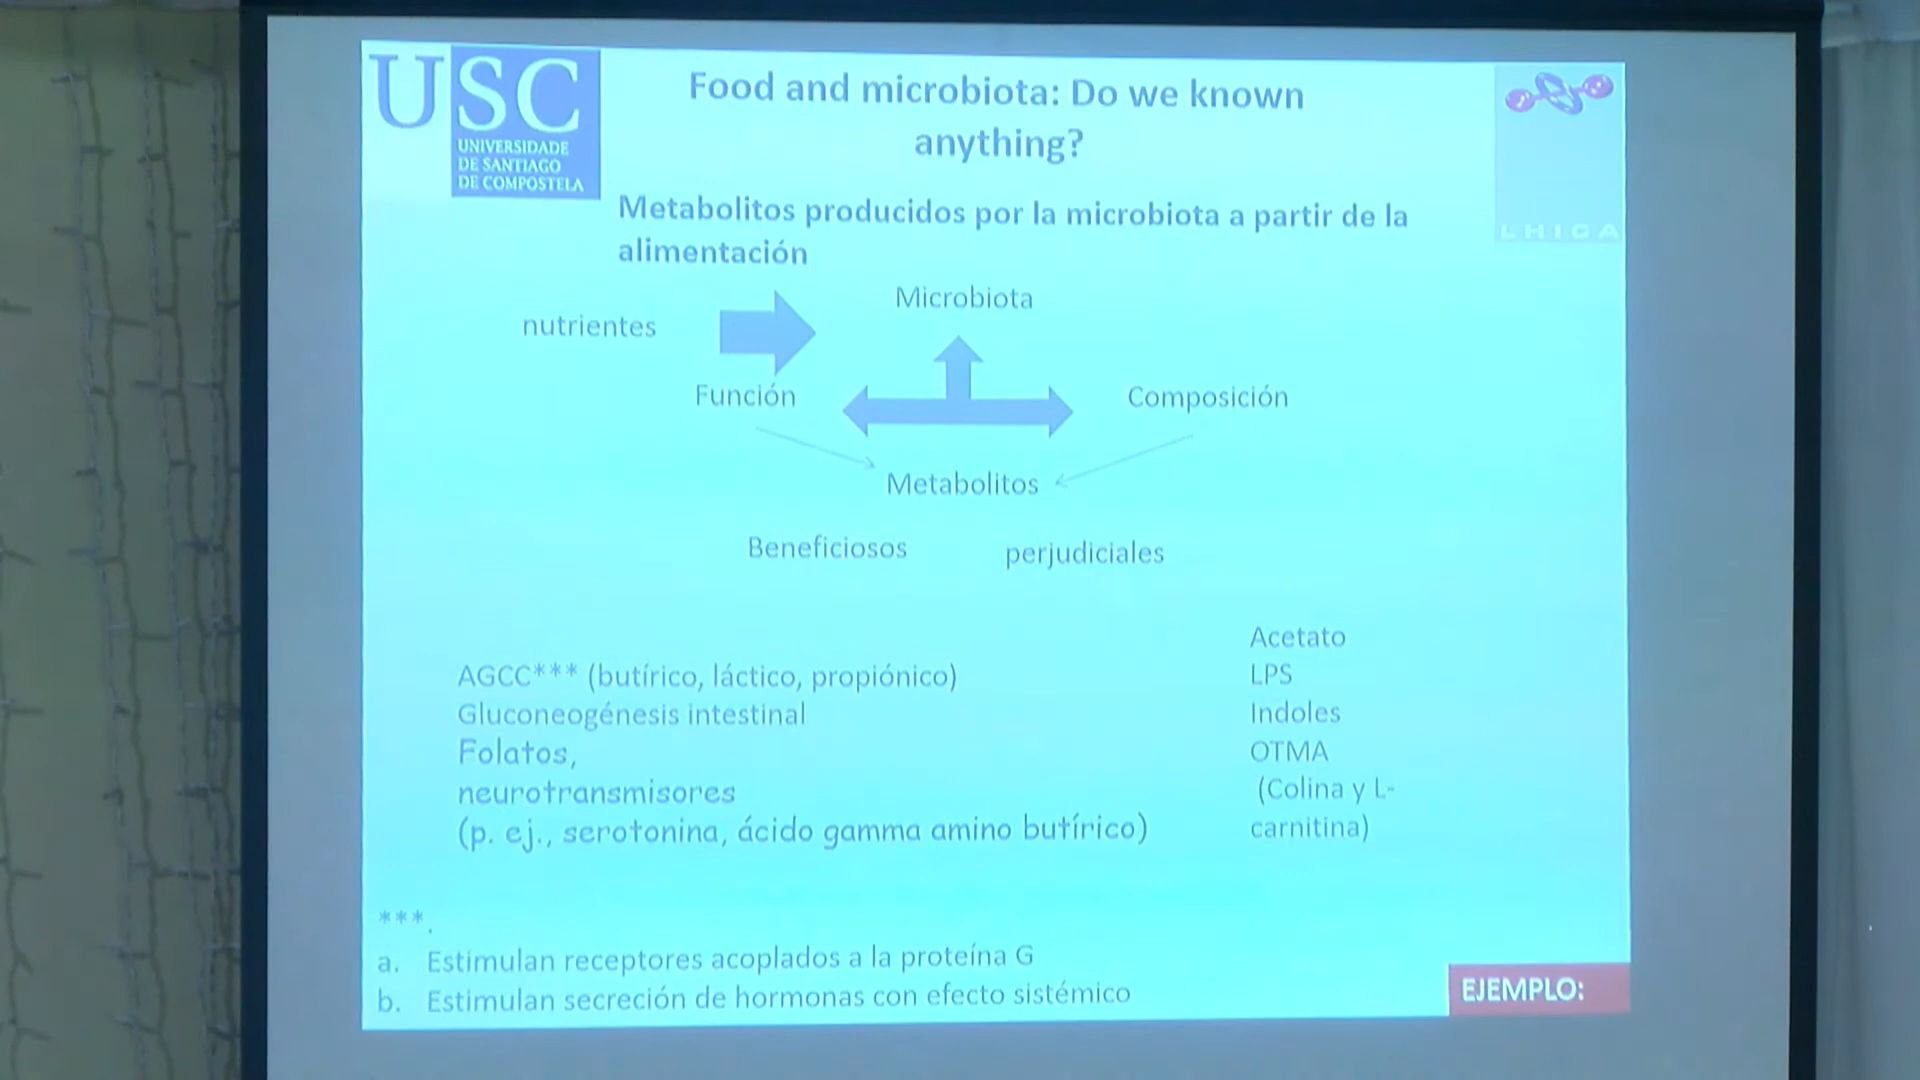 USC
UNIVERSIDADE
DE SANTIAGO
DE COMPOSTELA
Food and microbiota: Do we known
anything?
LHICA
Metabolitos producidos por la microbiota a partir de la
alimentación
nutrientes
Microbiota
Función
Composición
Metabolitos
Beneficiosos
perjudiciales
AGCC*** (butírico, láctico, propiónico)
Gluconeogénesis intestinal
Folatos,
neurotransmisores
(p. ej., serotonina, ácido gamma amino butírico)
Acetato
LPS
Indoles
OTMA
(Colina y L-
carnitina)
***.
a. Estimulan receptores acoplados a la proteína G
b. Estimulan secreción de hormonas con efecto sistémico
EJEMPLO: